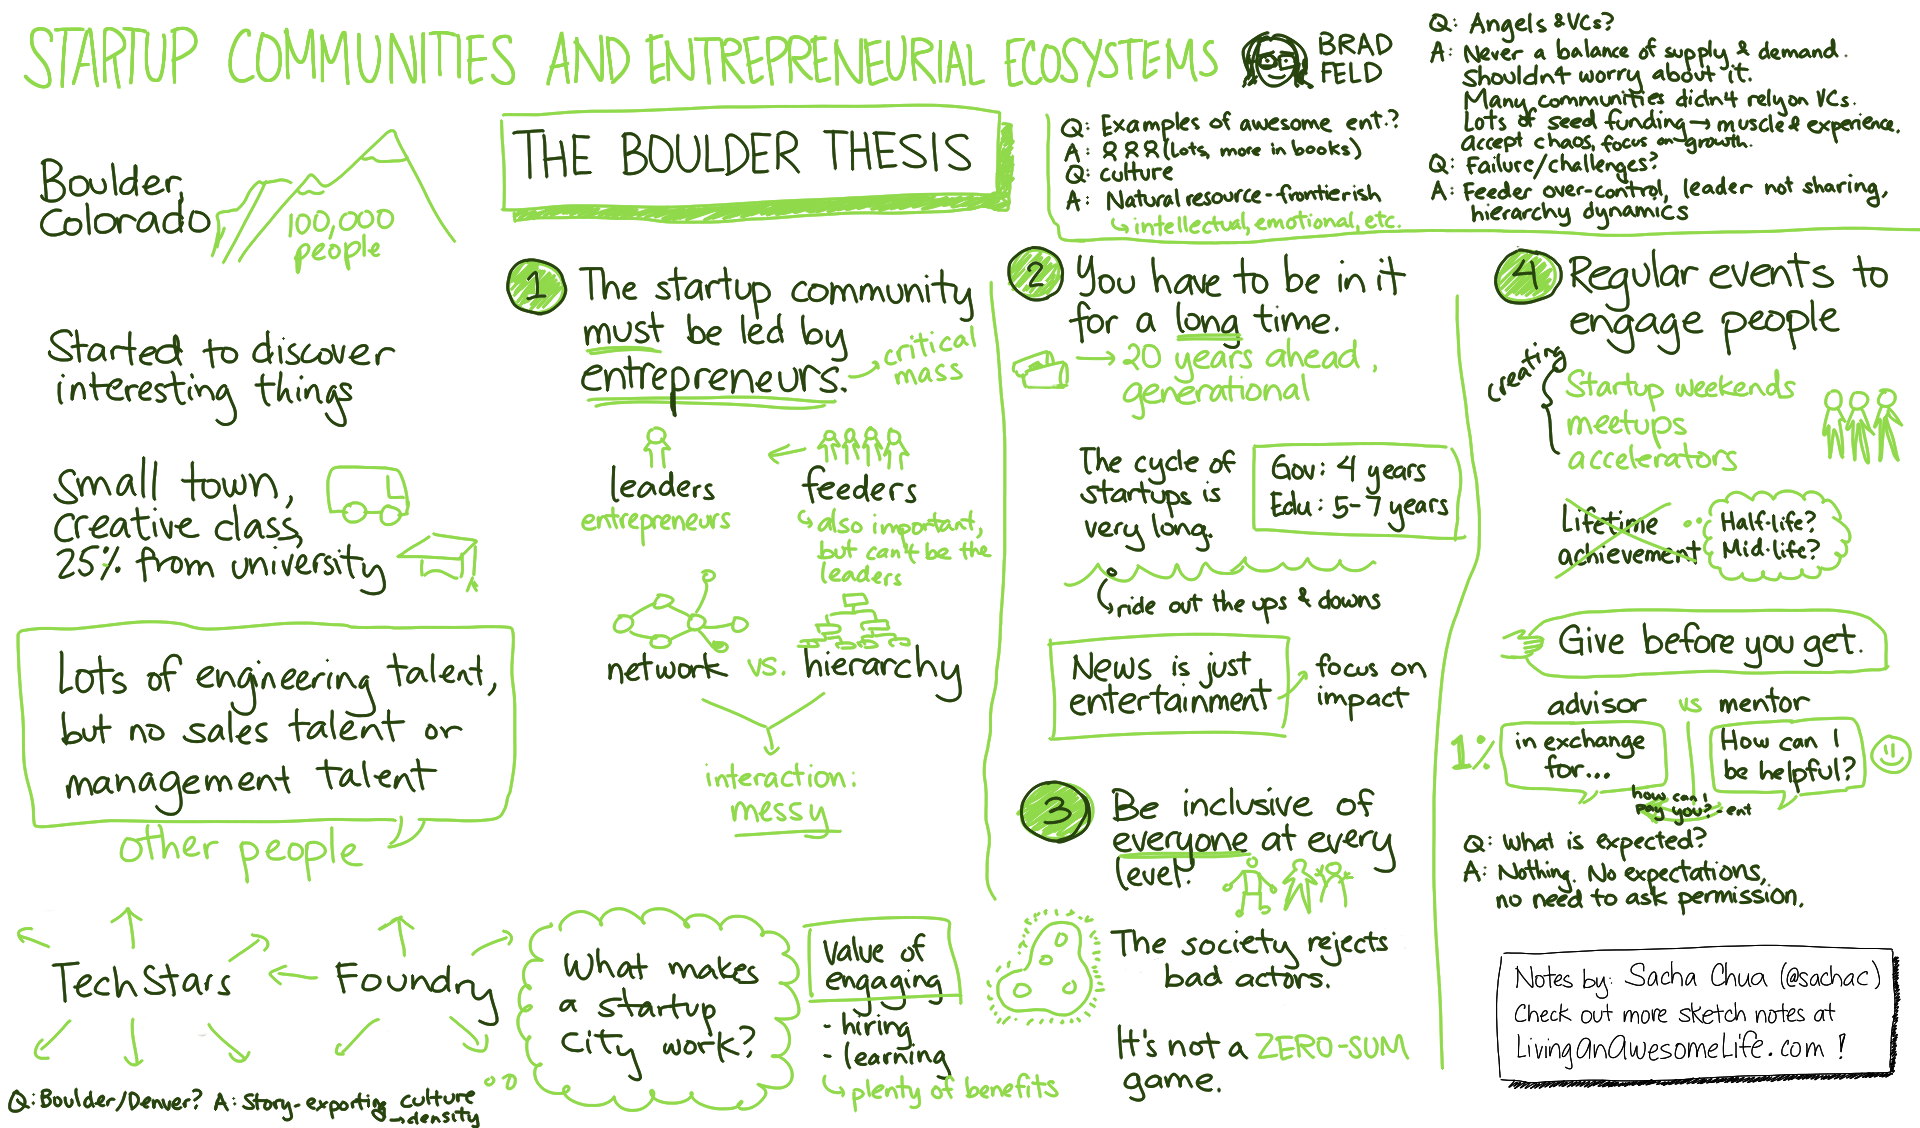 STARTUP COMMUNITIES AND ENTREPRENEURIAL ECOSYSTEMS
BRAD
FELD
THE BOULDER THESIS
Boulder,
Colorado
100,000
people
Started to discover
interesting things
Small town,
creative class,
25% from university
Lots of engineering talent,
but no sales talent or
management talent
other people
TechStars
Foundry
Q: Boulder/Denver? A: Story-exporting culture
→density
What makes
a startup
city work?
Value of
engaging
- hiring
- learning
plenty of benefits
1 The startup community
must be led by
entrepreneurs.
→ critical
mass
leaders
entrepreneurs
feeders
also important,
but can't be the
leaders
network vs. hierarchy
interaction:
messy
Q: Examples of awesome ent.?
A: (Lots, more in books)
Q: culture
A: Natural resource-frontierish
intellectual, emotional, etc.
Q: Angels & VCs?
A: Never a balance of supply & demand.
Shouldn't worry about it.
Many communities didn't rely on VCs.
Lots of seed funding → muscle & experience.
accept chaos, focus on growth.
Q: Failure/challenges?
A: Feeder over-control, leader not sharing,
hierarchy dynamics
2 You have to be in it
for a long time.
→ 20 years ahead,
generational
The cycle of
startups is
very long.
Gov: 4 years
Edu: 5-7 years
ride out the ups & downs
News is just
entertainment
focus on
impact
3 Be inclusive of
everyone at every
level.
The society rejects
bad actors.
It's not a ZERO-SUM
game.
4 Regular events to
engage people
creating
Startup weekends
meetups
accelerators
Lifetime
achievement
Half-life?
Mid-life?
Give before you get.
advisor vs mentor
1%
in exchange
for...
How can I
be helpful?
how can I
pay you? - ent
Q: What is expected?
A: Nothing. No expectations,
no need to ask permission.
Notes by: Sacha Chua (@sachac)
Check out more sketch notes at
LivingAnAwesomeLife.com!